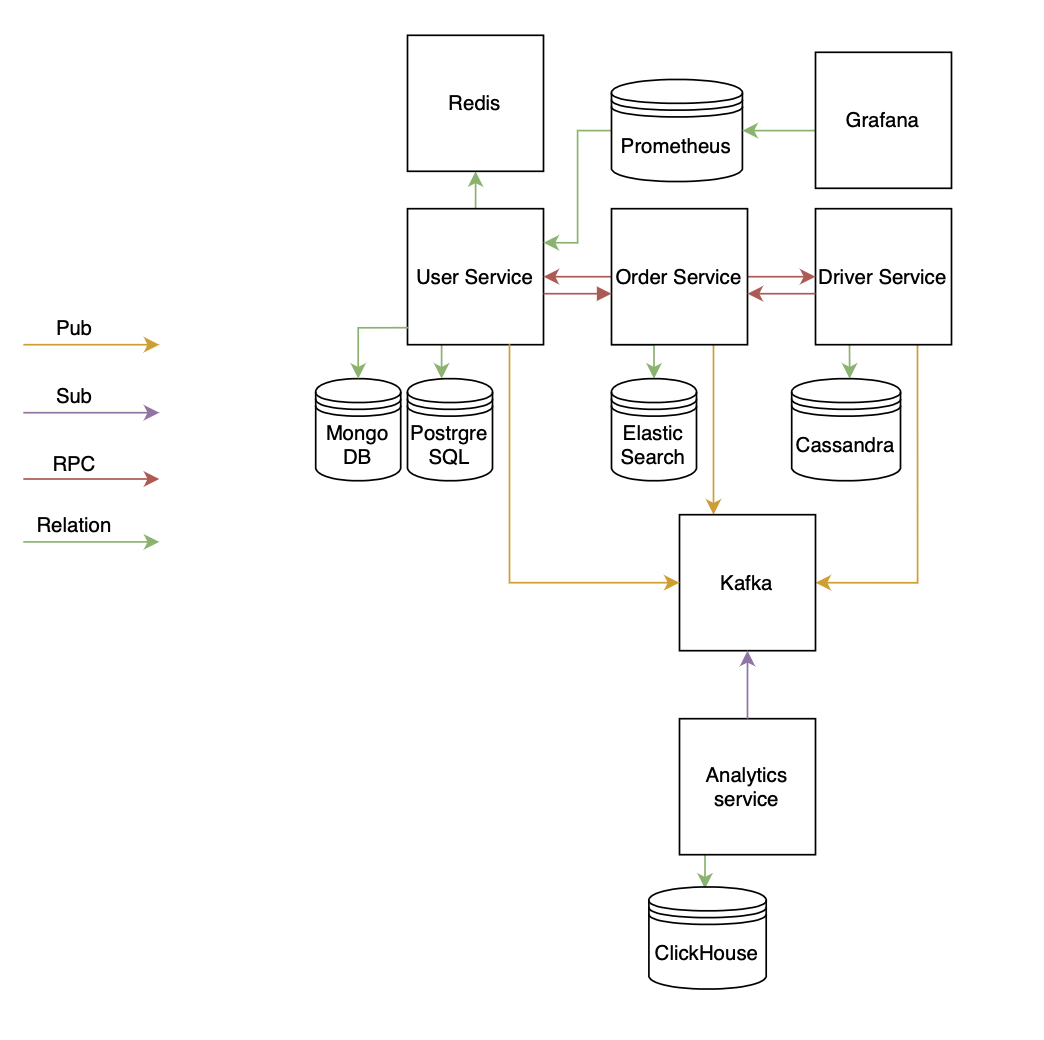 Redis
Prometheus
Grafana
User Service
Order Service
Driver Service
Pub
Sub
RPC
Relation
Mongo
DB
Postrgre
SQL
Elastic
Search
Cassandra
Kafka
Analytics
service
ClickHouse